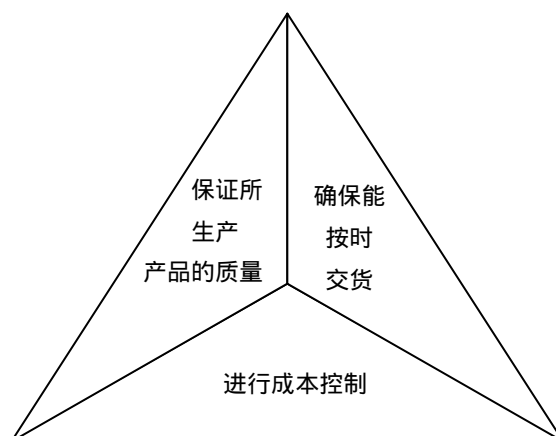 保证所
生产
产品的质量
确保能
按时
交货
进行成本控制